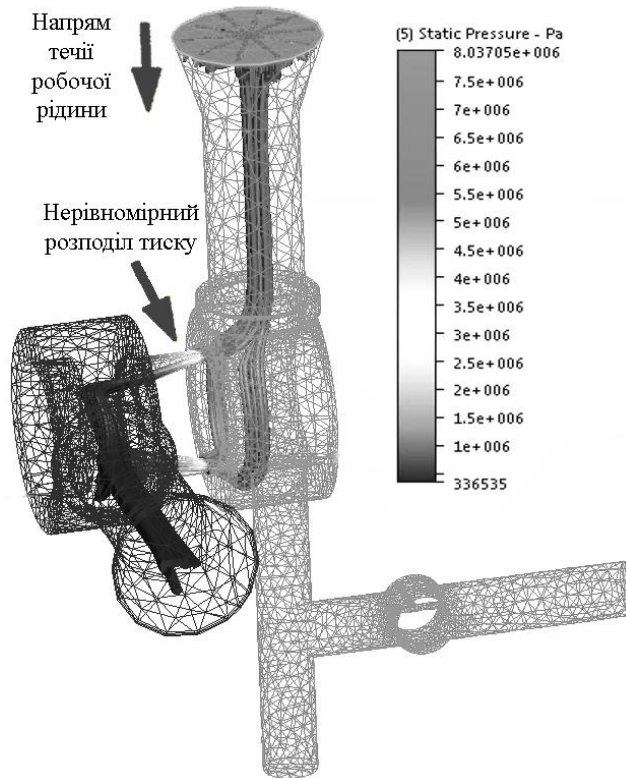 Напрям
течії
робочої
рідини
Нерівномірний
розподіл тиску
(5) Static Pressure - Pa
8.03705e+006
7.5e+006
7e+006
6.5e+006
6e+006
5.5e+006
5e+006
4.5e+006
4e+006
3.5e+006
3e+006
2.5e+006
2e+006
1.5e+006
1e+006
336535